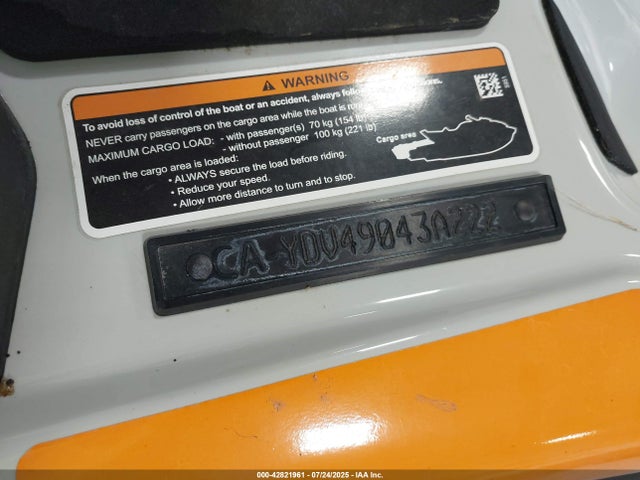 WARNING
To avoid loss of control of the boat or an accident, always follow
NEVER carry passengers on the cargo area while the boat is
MAXIMUM CARGO LOAD: - with passenger(s) 70 kg (154 lb)
- without passenger 100 kg (221 lb)
When the cargo area is loaded:
• ALWAYS secure the load before riding.
• Reduce your speed.
• Allow more distance to turn and to stop.
Cargo area
CA YDV49043A222
000-42821961 - 07/24/2025 - IAA Inc.